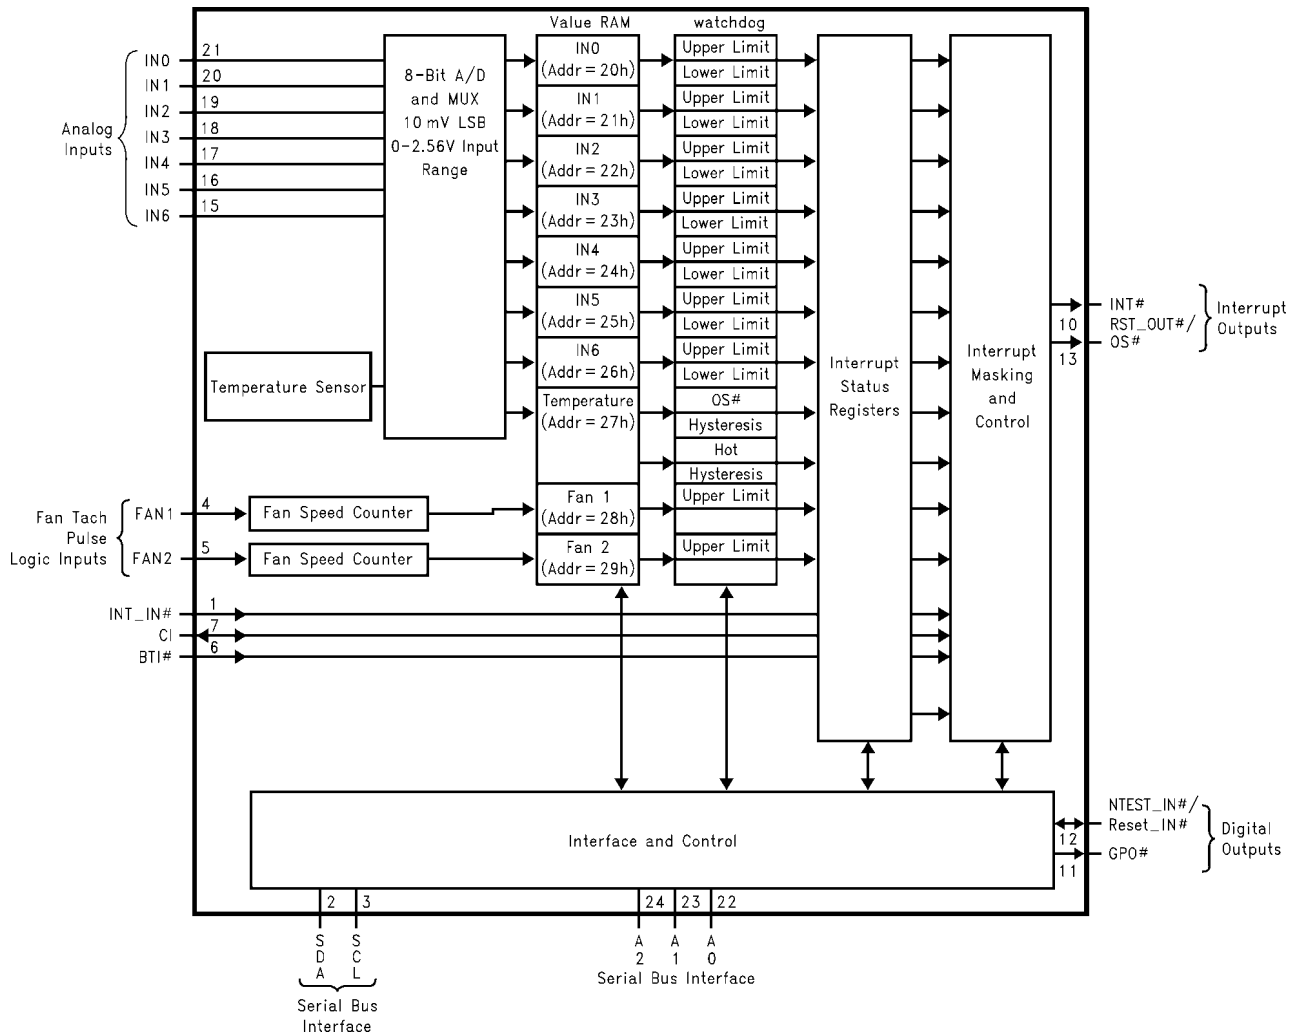 Value RAM
watchdog
Analog
Inputs
IN0
IN1
IN2
IN3
IN4
IN5
IN6
21
20
19
18
17
16
15
8-Bit A/D
and MUX
10 mV LSB
0-2.56V Input
Range
Temperature Sensor
IN0
(Addr = 20h)
IN1
(Addr = 21h)
IN2
(Addr = 22h)
IN3
(Addr = 23h)
IN4
(Addr = 24h)
IN5
(Addr = 25h)
IN6
(Addr = 26h)
Temperature
(Addr = 27h)
Fan 1
(Addr = 28h)
Fan 2
(Addr = 29h)
Upper Limit
Lower Limit
Upper Limit
Lower Limit
Upper Limit
Lower Limit
Upper Limit
Lower Limit
Upper Limit
Lower Limit
Upper Limit
Lower Limit
Upper Limit
Lower Limit
OS#
Hysteresis
Hot
Hysteresis
Upper Limit
Upper Limit
Interrupt
Status
Registers
Interrupt
Masking
and
Control
INT#
10
RST_OUT#/
OS#
13
Interrupt
Outputs
Fan Tach
Pulse
Logic Inputs
FAN1
4
Fan Speed Counter
FAN2
5
Fan Speed Counter
INT_IN#
1
CI
7
BTI#
6
Interface and Control
NTEST_IN#/
Reset_IN#
12
GPO#
11
Digital
Outputs
2
3
24
23
22
SDA
SCL
A2
A1
A0
Serial Bus Interface
Serial Bus
Interface